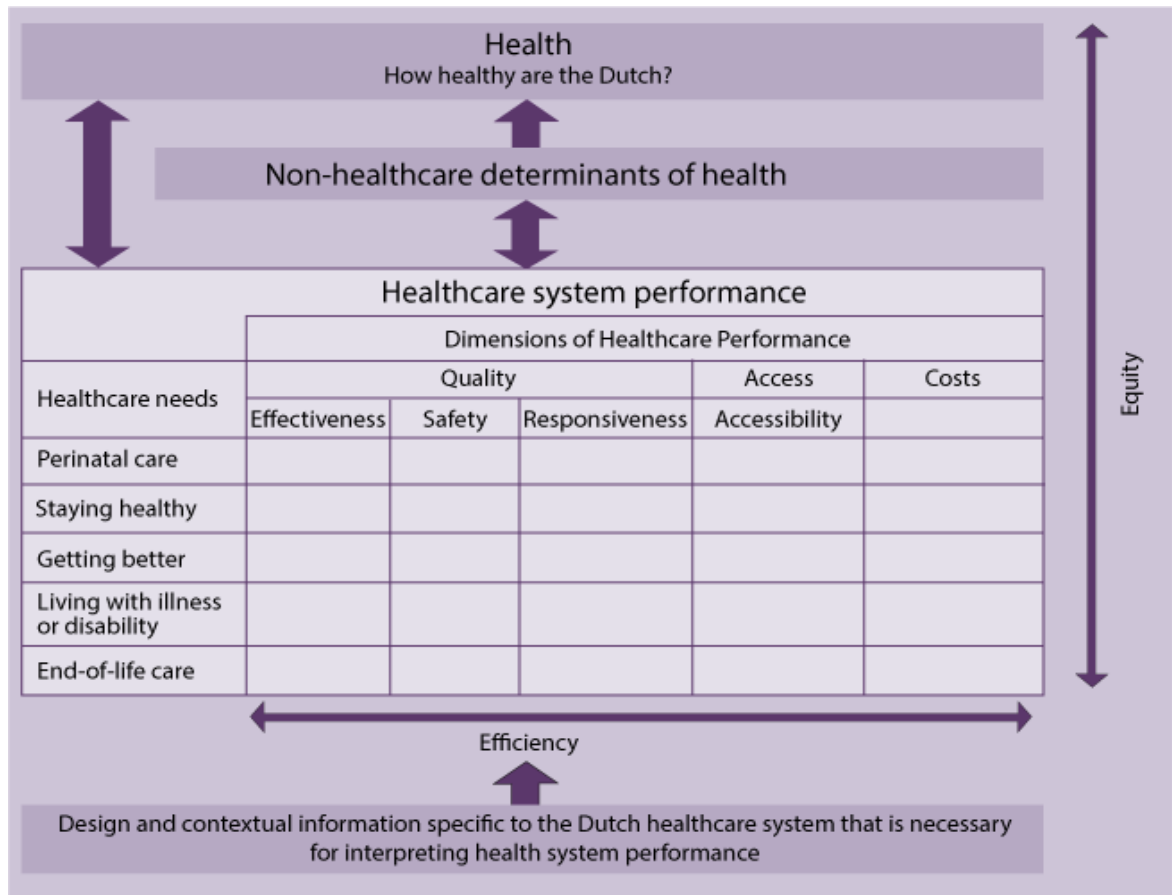 Health
How healthy are the Dutch?
Non-healthcare determinants of health
Healthcare system performance
Dimensions of Healthcare Performance
Healthcare needs
Quality
Access
Costs
Effectiveness
Safety
Responsiveness
Accessibility
Perinatal care
Staying healthy
Getting better
Living with illness
or disability
End-of-life care
Equity
Efficiency
Design and contextual information specific to the Dutch healthcare system that is necessary
for interpreting health system performance